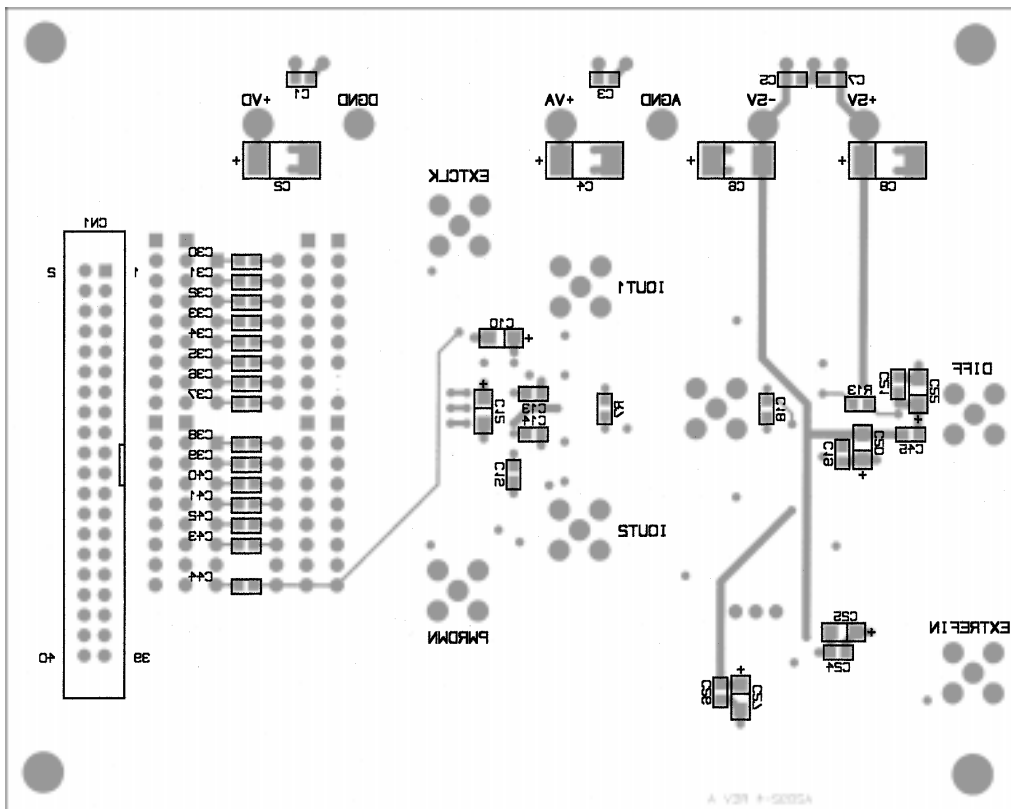 C1
C3
C5
C7
+VD
DGND
+VA
AGND
-5V
+5V
+
+
+
+
C2
C4
C6
C8
EXTCLK
CN1
C30
2
1
C31
IOUT1
C32
C33
C10
+
C34
C35
DIFF
C36
C37
+
C13
R7
C18
R13
C21
C22
+
C14
C38
C20
C45
C39
C19
+
C40
C41
C42
IOUT2
C43
C44
C25
+
EXTREFIN
PWRDWN
40
39
C24
+
C26
C27